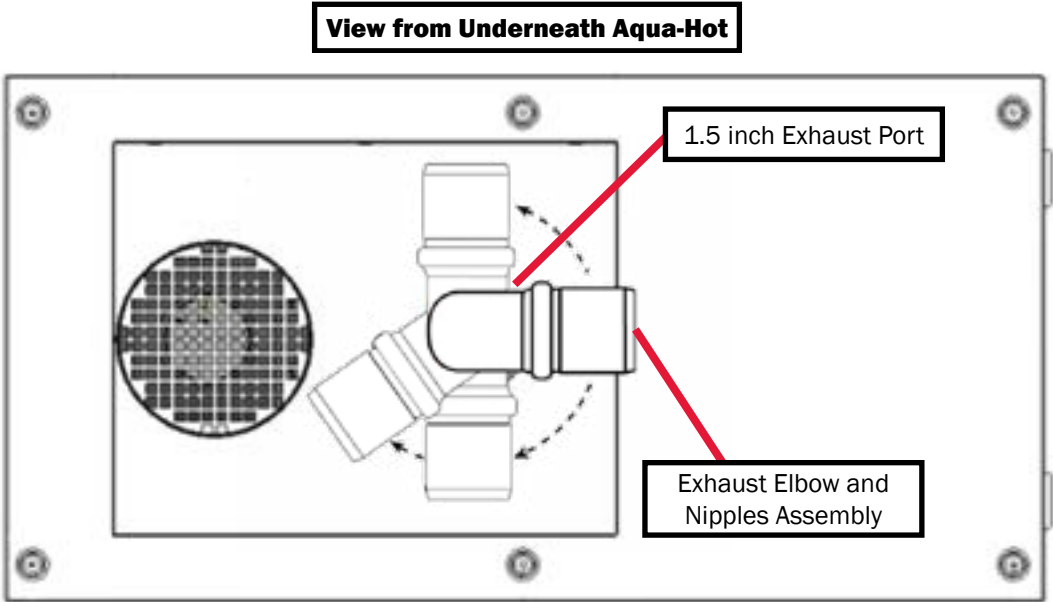 View from Underneath Aqua-Hot
1.5 inch Exhaust Port
Exhaust Elbow and
Nipples Assembly